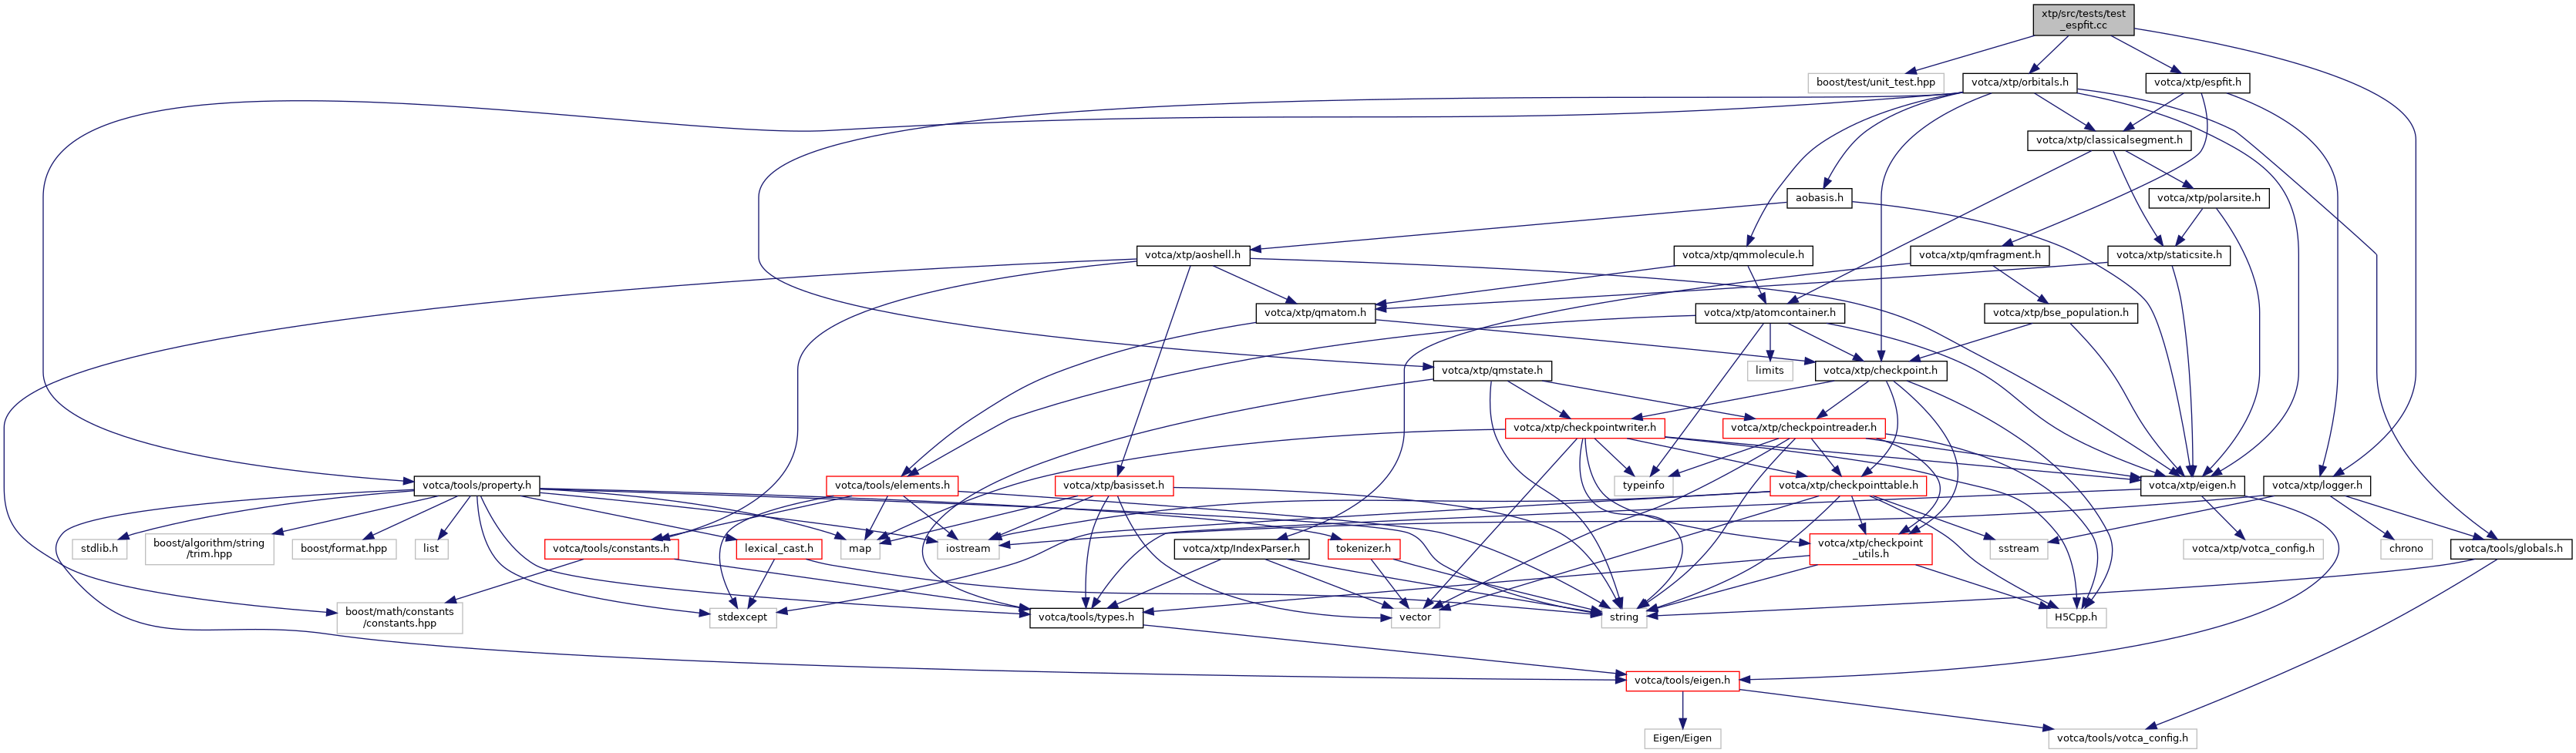 xtp/src/tests/test
_espfit.cc
boost/test/unit_test.hpp
votca/xtp/orbitals.h
votca/xtp/espfit.h
votca/xtp/classicalsegment.h
aobasis.h
votca/xtp/polarsite.h
votca/xtp/aoshell.h
votca/xtp/qmmolecule.h
votca/xtp/qmfragment.h
votca/xtp/staticsite.h
votca/xtp/qmatom.h
votca/xtp/atomcontainer.h
votca/xtp/bse_population.h
votca/xtp/qmstate.h
limits
votca/xtp/checkpoint.h
votca/xtp/checkpointwriter.h
votca/xtp/checkpointreader.h
votca/tools/property.h
votca/tools/elements.h
votca/xtp/basisset.h
typeinfo
votca/xtp/checkpointtable.h
votca/xtp/eigen.h
votca/xtp/logger.h
stdlib.h
boost/algorithm/string
/trim.hpp
boost/format.hpp
list
votca/tools/constants.h
lexical_cast.h
map
iostream
votca/xtp/IndexParser.h
tokenizer.h
votca/xtp/checkpoint
_utils.h
sstream
votca/xtp/votca_config.h
chrono
votca/tools/globals.h
boost/math/constants
/constants.hpp
stdexcept
votca/tools/types.h
vector
string
H5Cpp.h
votca/tools/eigen.h
Eigen/Eigen
votca/tools/votca_config.h